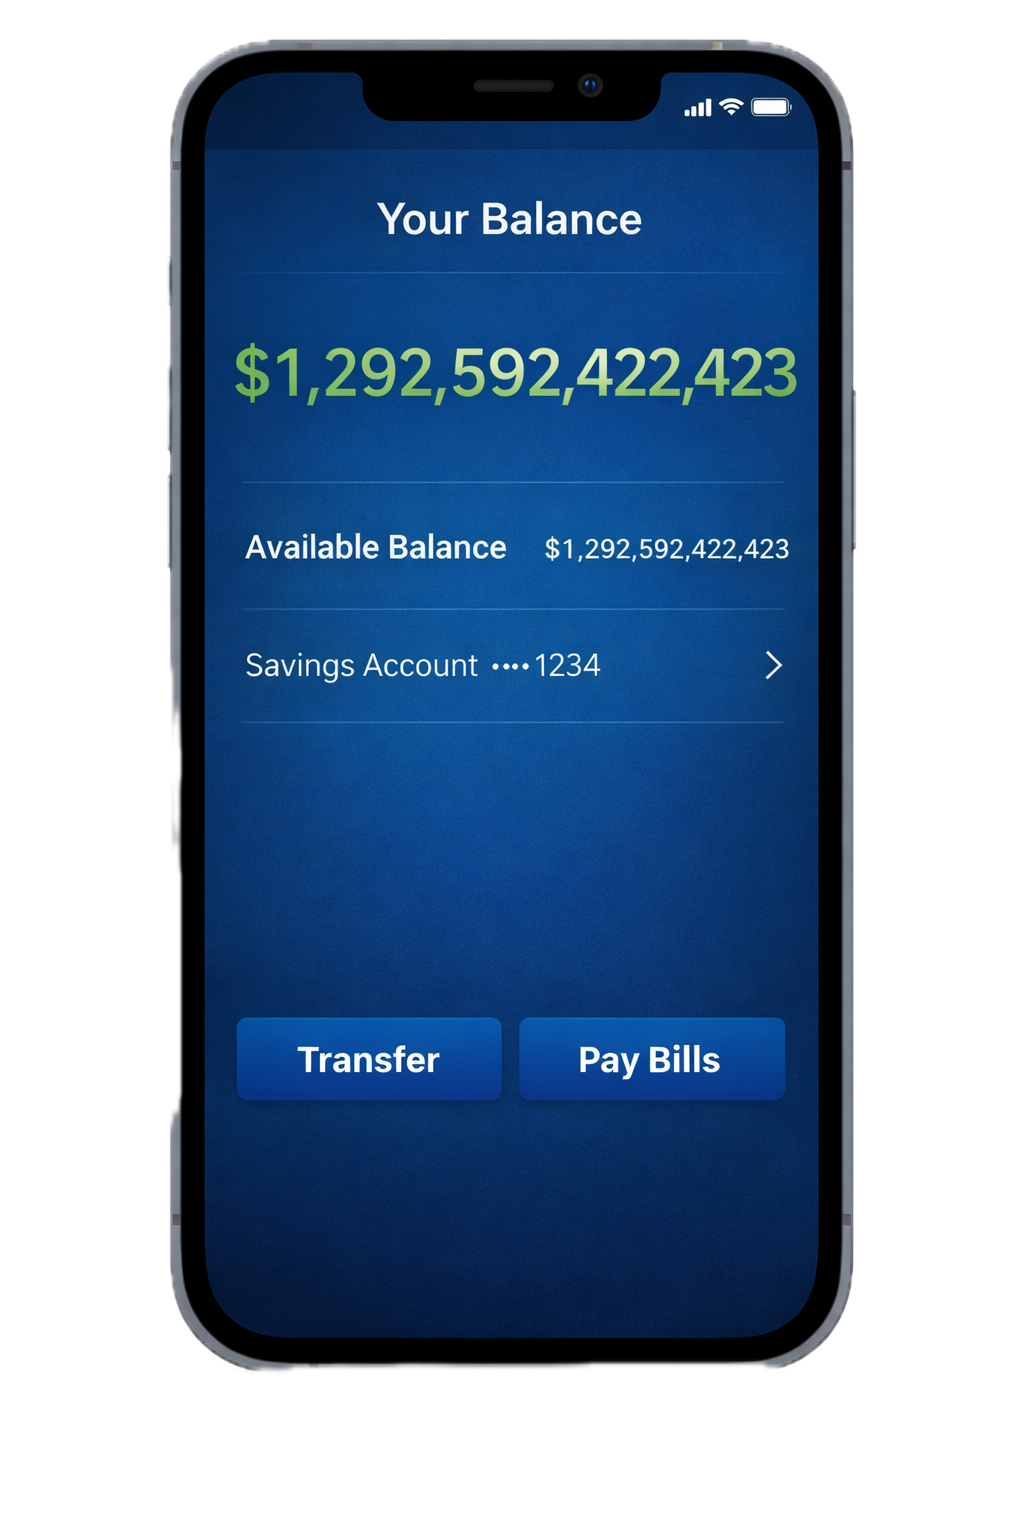 Your Balance
$1,292,592,422,423
Available Balance $1,292,592,422,423
Savings Account ••••1234
Transfer
Pay Bills